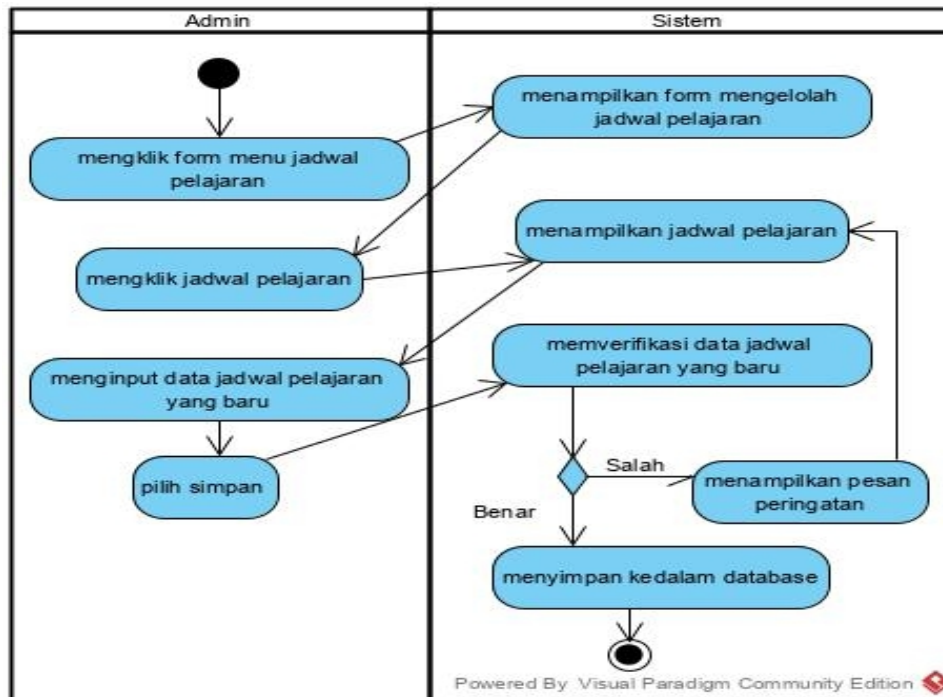 Admin
Sistem
menampilkan form mengelolah
jadwal pelajaran
mengklik form menu jadwal
pelajaran
menampilkan jadwal pelajaran
mengklik jadwal pelajaran
memverifikasi data jadwal
pelajaran yang baru
menginput data jadwal pelajaran
yang baru
pilih simpan
Salah
menampilkan pesan
peringatan
Benar
menyimpan kedalam database
Powered By Visual Paradigm Community Edition